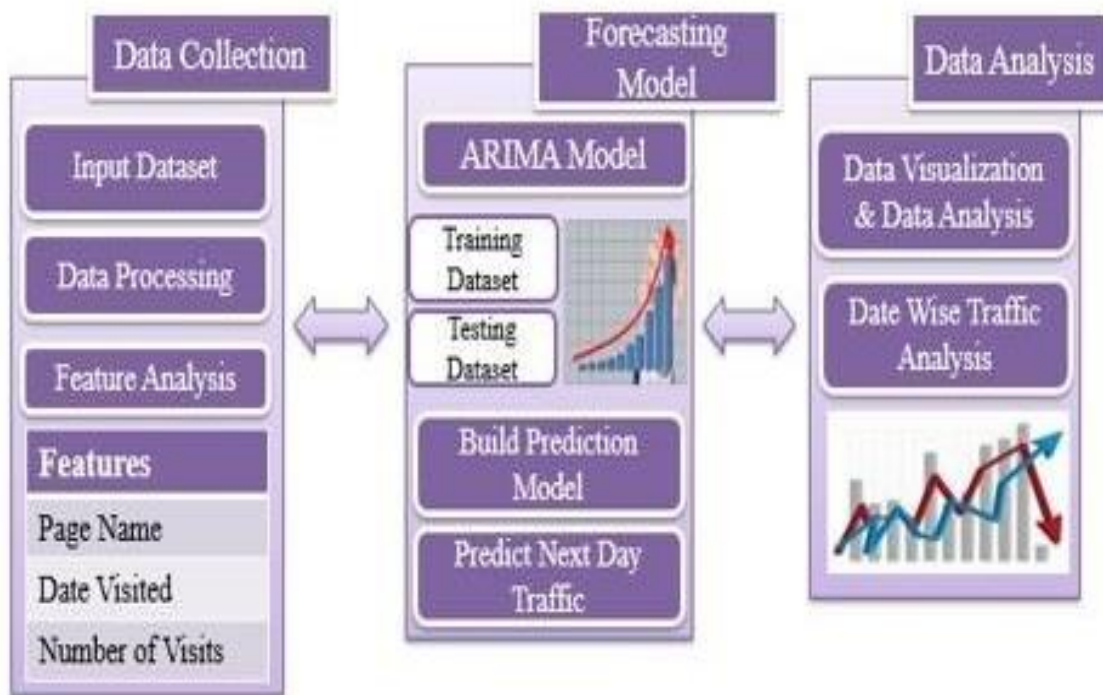 Data Collection
Input Dataset
Data Processing
Feature Analysis
Features
Page Name
Date Visited
Number of Visits
Forecasting
Model
ARIMA Model
Training
Dataset
Testing
Dataset
Build Prediction
Model
Predict Next Day
Traffic
Data Analysis
Data Visualization
& Data Analysis
Date Wise Traffic
Analysis